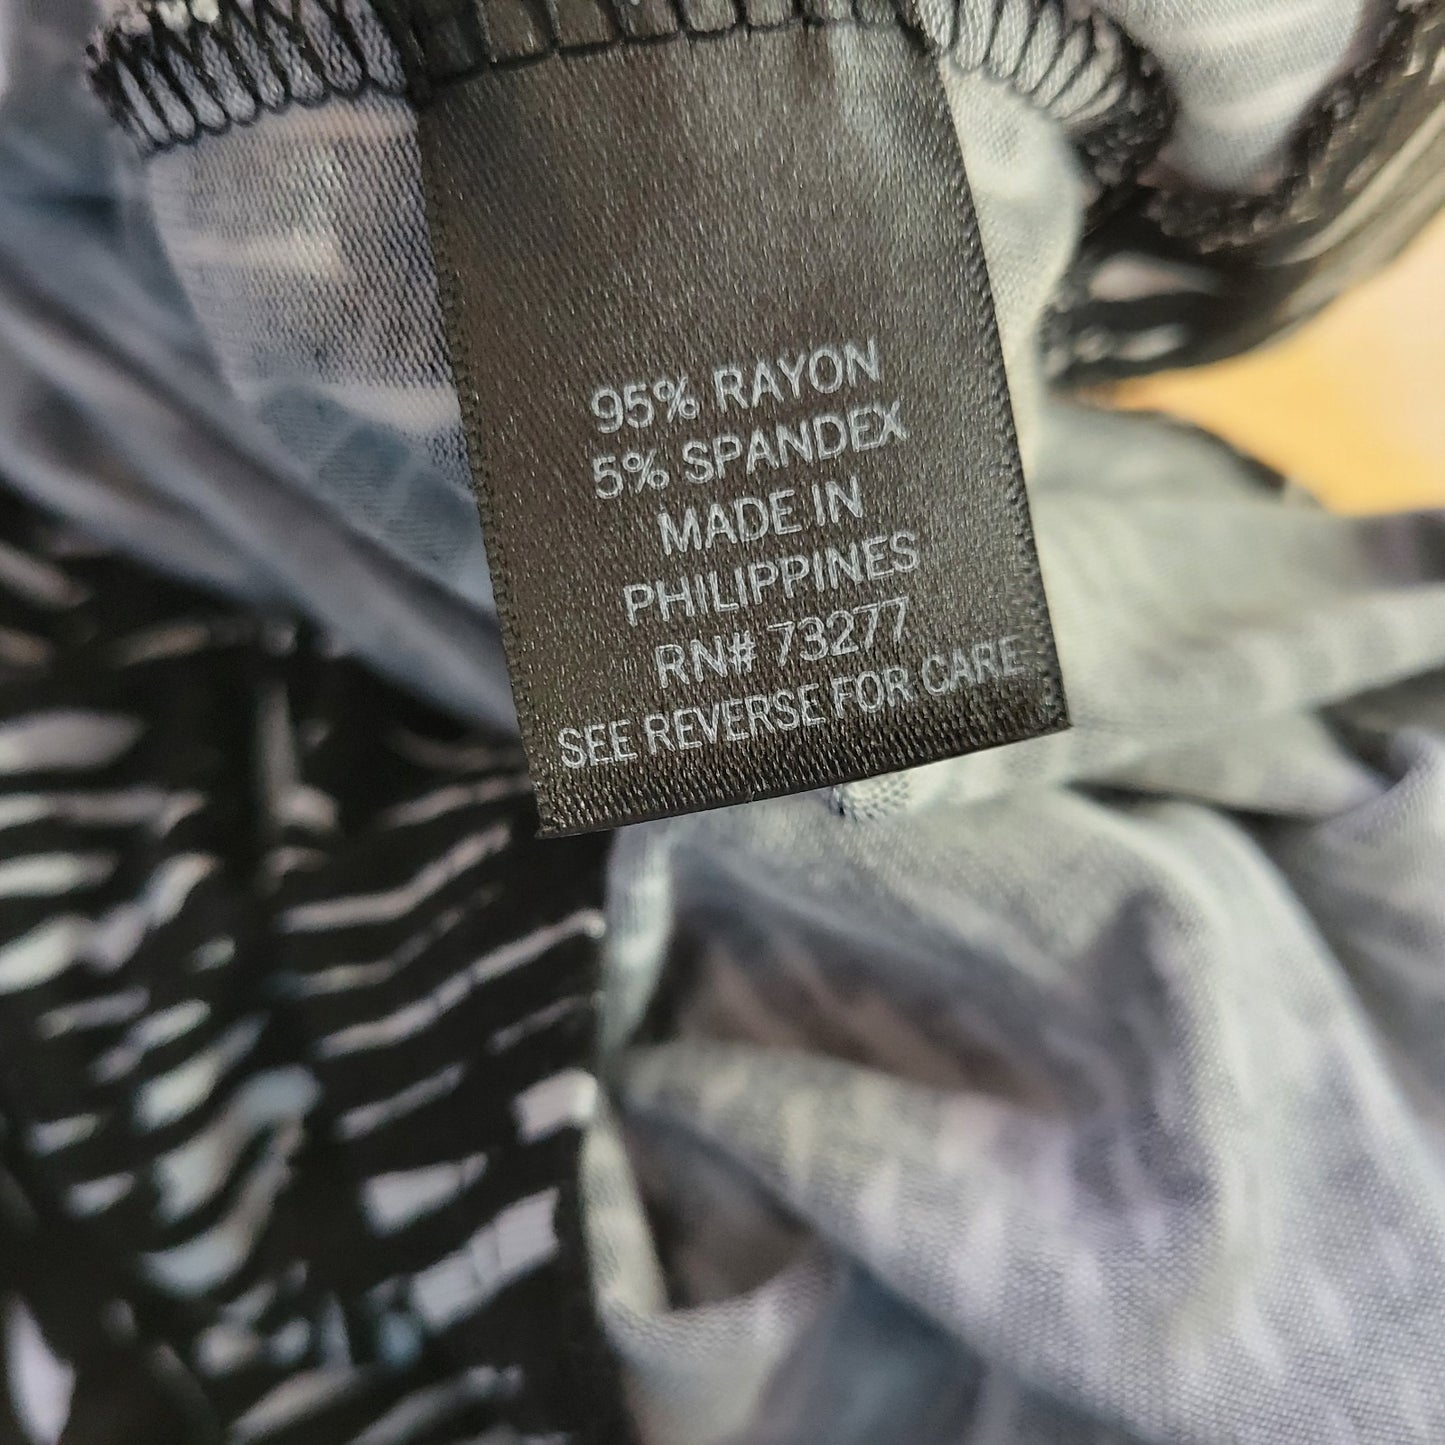 95% RAYON
5% SPANDEX
MADE IN
PHILIPPINES
RN# 73277
SEE REVERSE FOR CARE